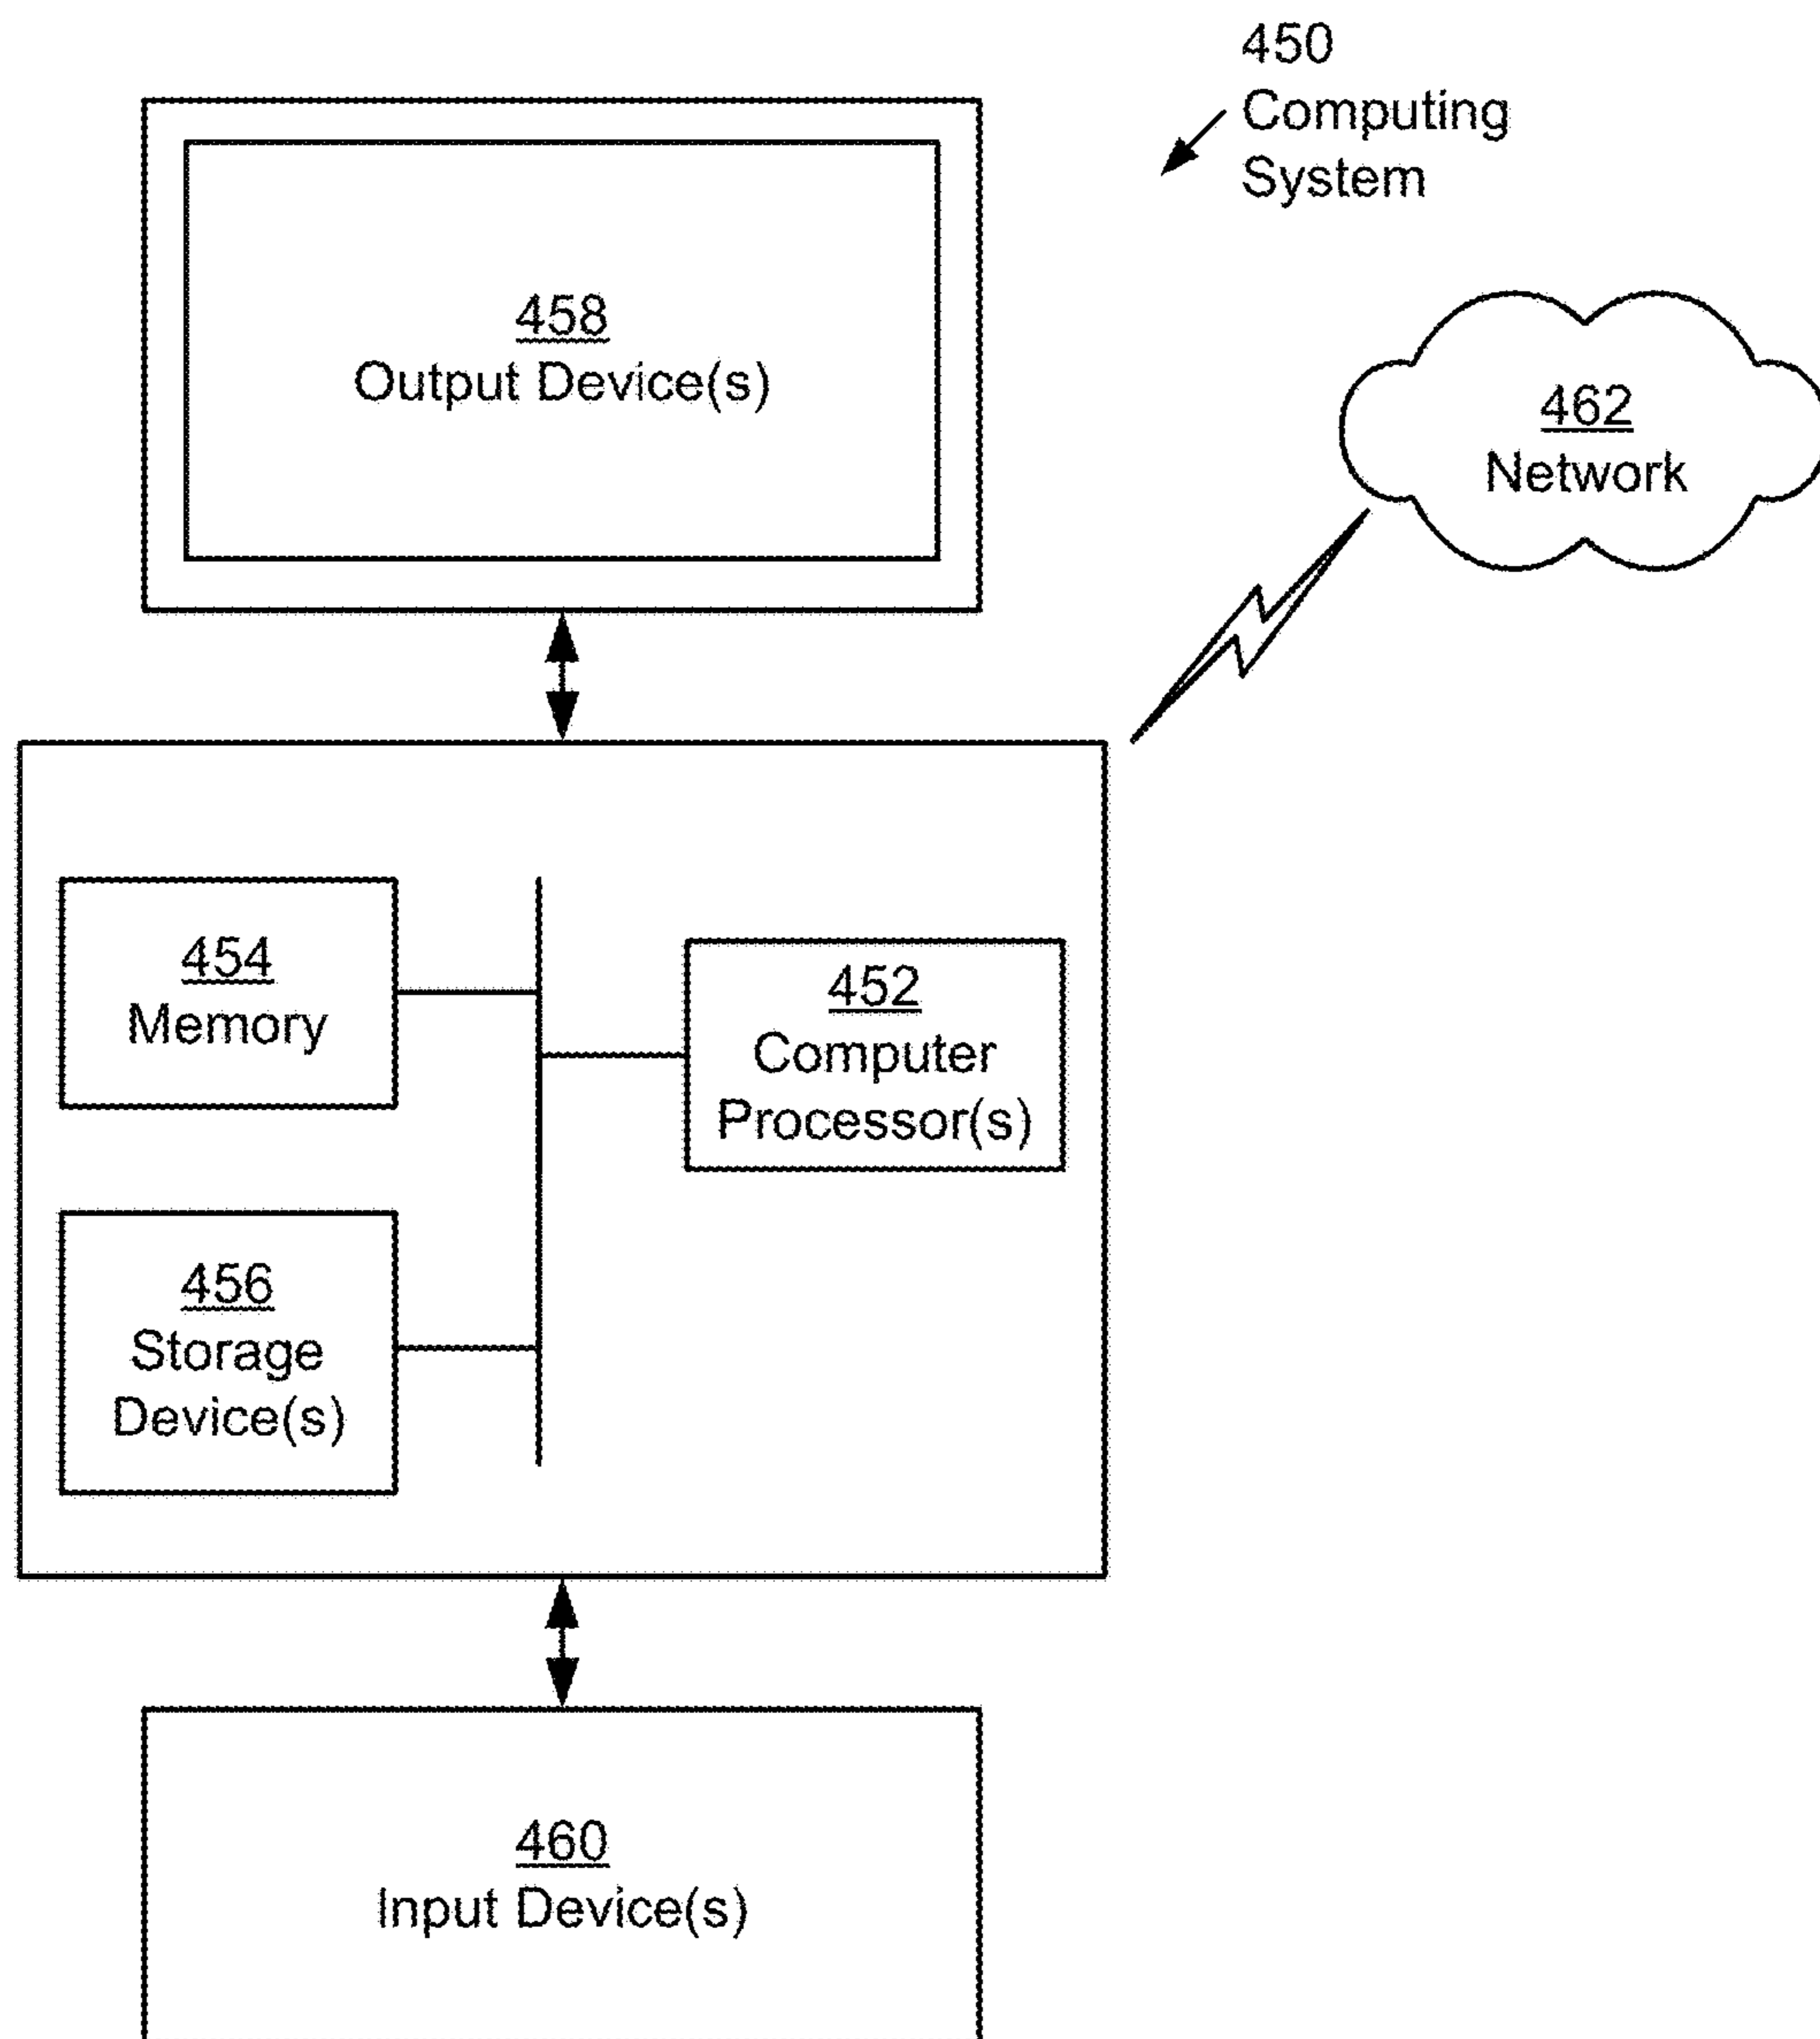 450
Computing
System
458
Output Device(s)
462
Network
454
Memory
452
Computer
Processor(s)
456
Storage
Device(s)
460
Input Device(s)